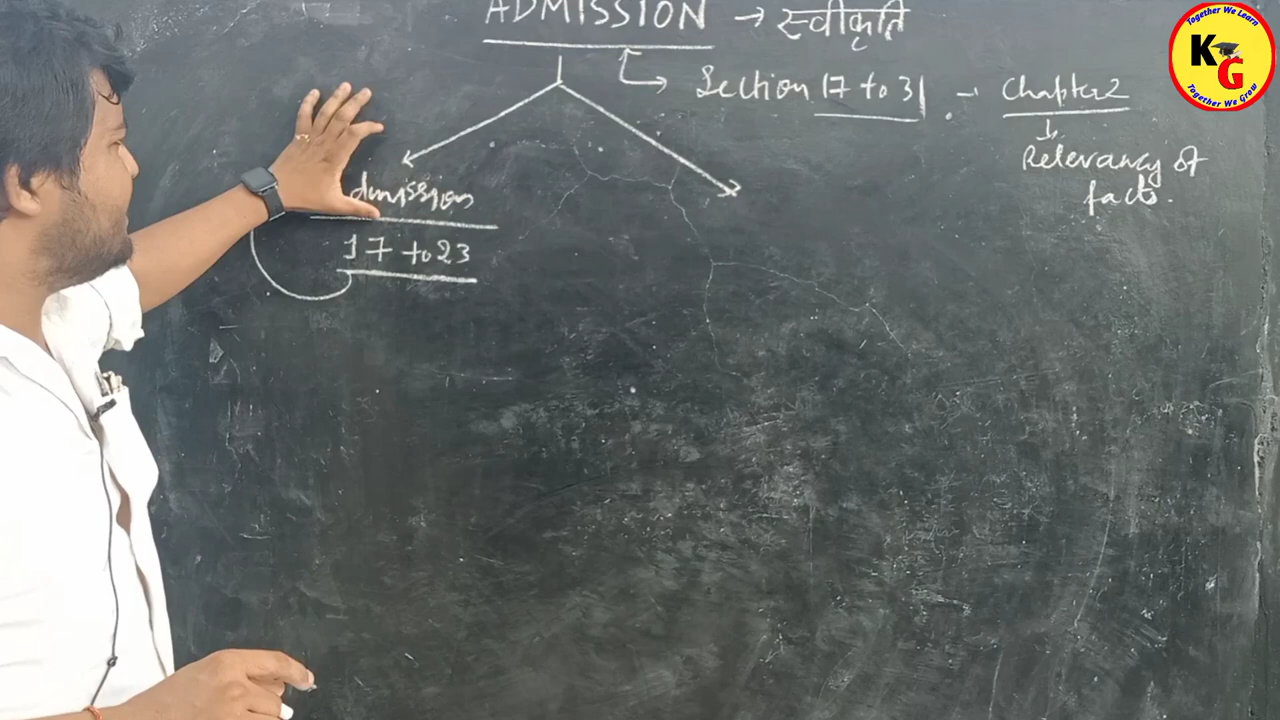 ADMISSION → स्वीकृति
Section 17 to 31 - Chapter 2
Relevancy of
facts.
dmission
17 to 23
Together We Learn
KG
Together We Grow